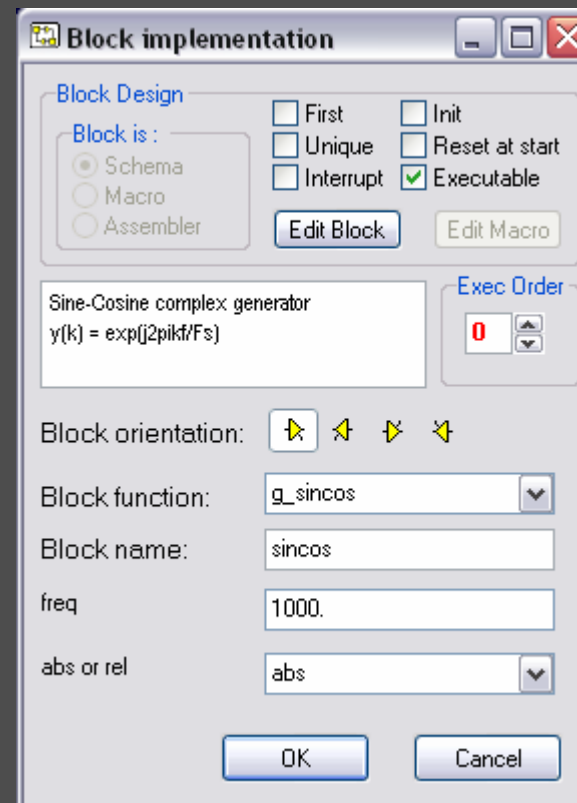 Block implementation
Block Design
Block is :
Schema
Macro
Assembler
First
Init
Unique
Reset at start
Interrupt
Executable
Edit Block
Edit Macro
Sine-Cosine complex generator
y(k) = exp(j2pikf/Fs)
Exec Order
0
Block orientation:
Block function:
g_sincos
Block name:
sincos
freq
1000.
abs or rel
abs
OK
Cancel